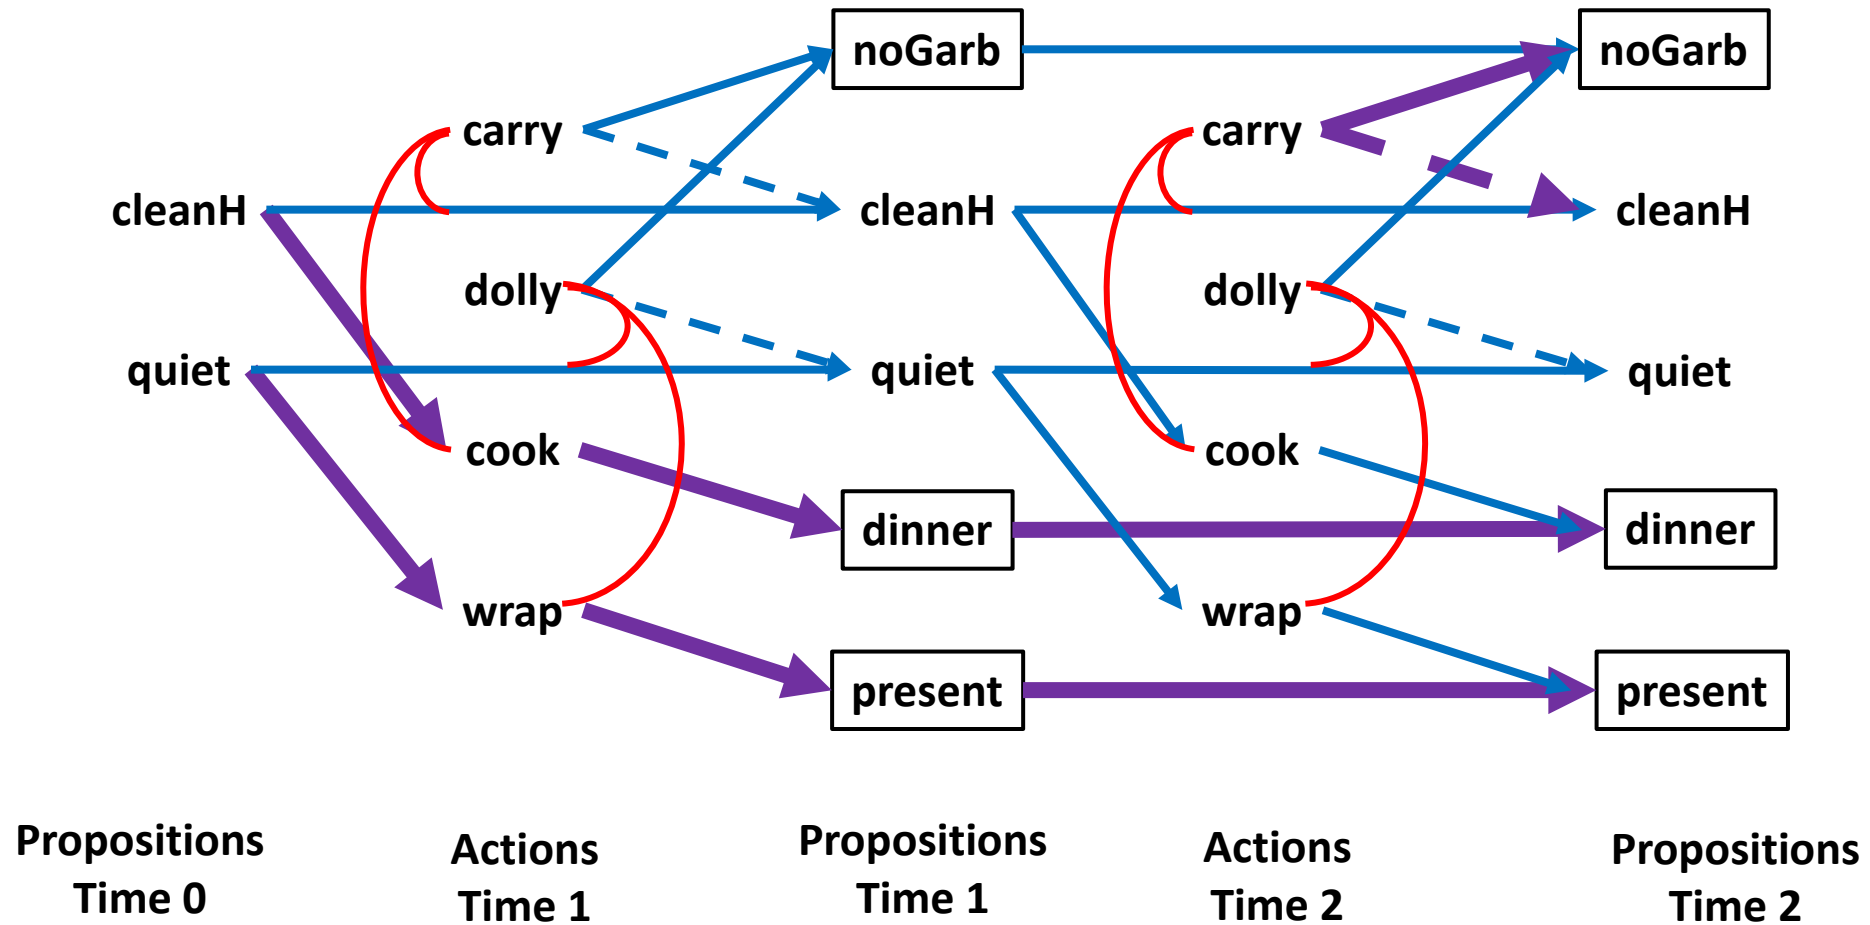 noGarb
noGarb
carry
carry
cleanH
cleanH
cleanH
dolly
dolly
quiet
quiet
quiet
cook
cook
dinner
dinner
wrap
wrap
present
present
Propositions
Time 0
Actions
Time 1
Propositions
Time 1
Actions
Time 2
Propositions
Time 2